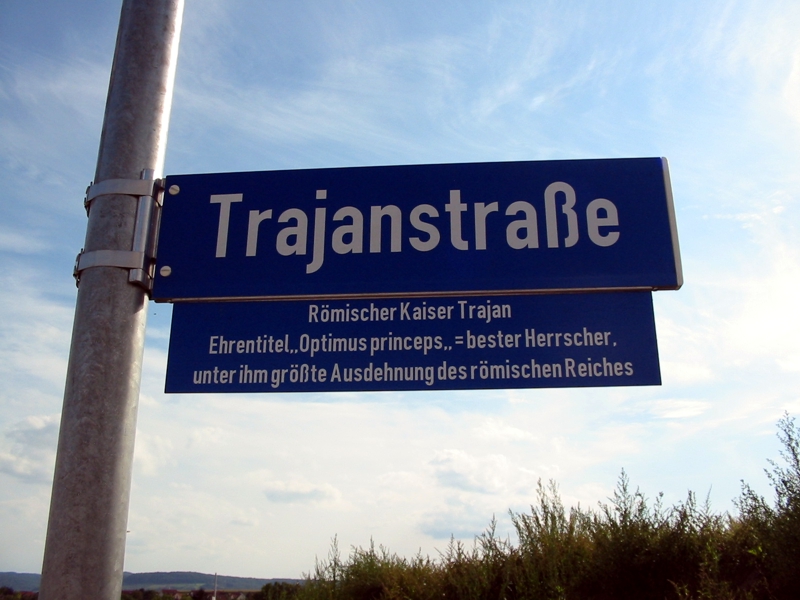 Trajanstraße
Römischer Kaiser Trajan
Ehrentitel,,Optimus princeps,,=bester Herrscher,
unter ihm größte Ausdehnung des römischen Reiches